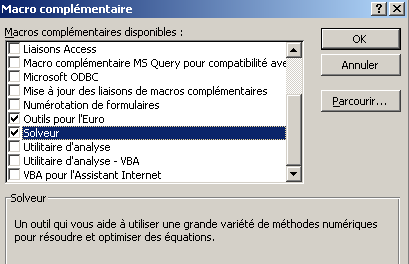 Macro complémentaire
Macros complémentaires disponibles :
Liaisons Access
Macro complémentaire MS Query pour compatibilité ave
Microsoft ODBC
Mise à jour des liaisons de macros complémentaires
Numérotation de formulaires
Outils pour l'Euro
Solveur
Utilitaire d'analyse
Utilitaire d'analyse - VBA
VBA pour l'Assistant Internet
OK
Annuler
Parcourir...
Solveur
Un outil qui vous aide à utiliser une grande variété de méthodes numériques
pour résoudre et optimiser des équations.